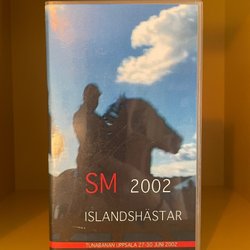 SM 2002
ISLANDSHÄSTAR
TUNABANAN UPPSALA 27-30 JUNI 2002